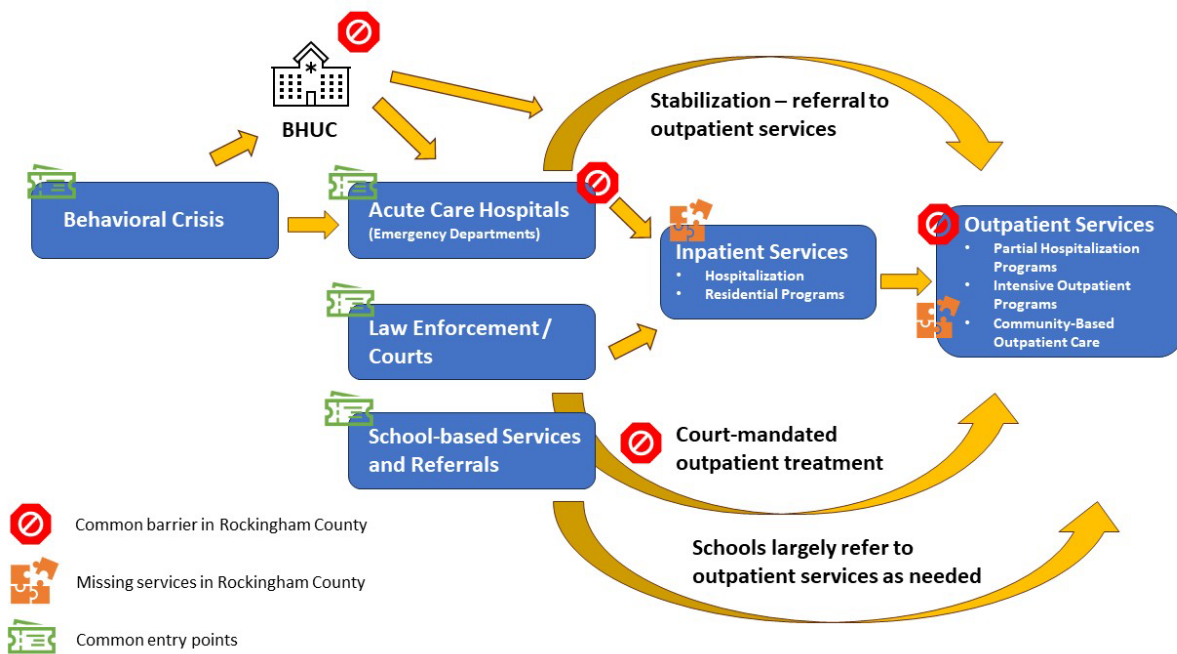 BHUC
Stabilization – referral to
outpatient services
Behavioral Crisis
Acute Care Hospitals
(Emergency Departments)
Inpatient Services
• Hospitalization
• Residential Programs
Outpatient Services
• Partial Hospitalization
Programs
• Intensive Outpatient
Programs
• Community-Based
Outpatient Care
Law Enforcement /
Courts
School-based Services
and Referrals
Court-mandated
outpatient treatment
Schools largely refer to
outpatient services as needed
Common barrier in Rockingham County
Missing services in Rockingham County
Common entry points